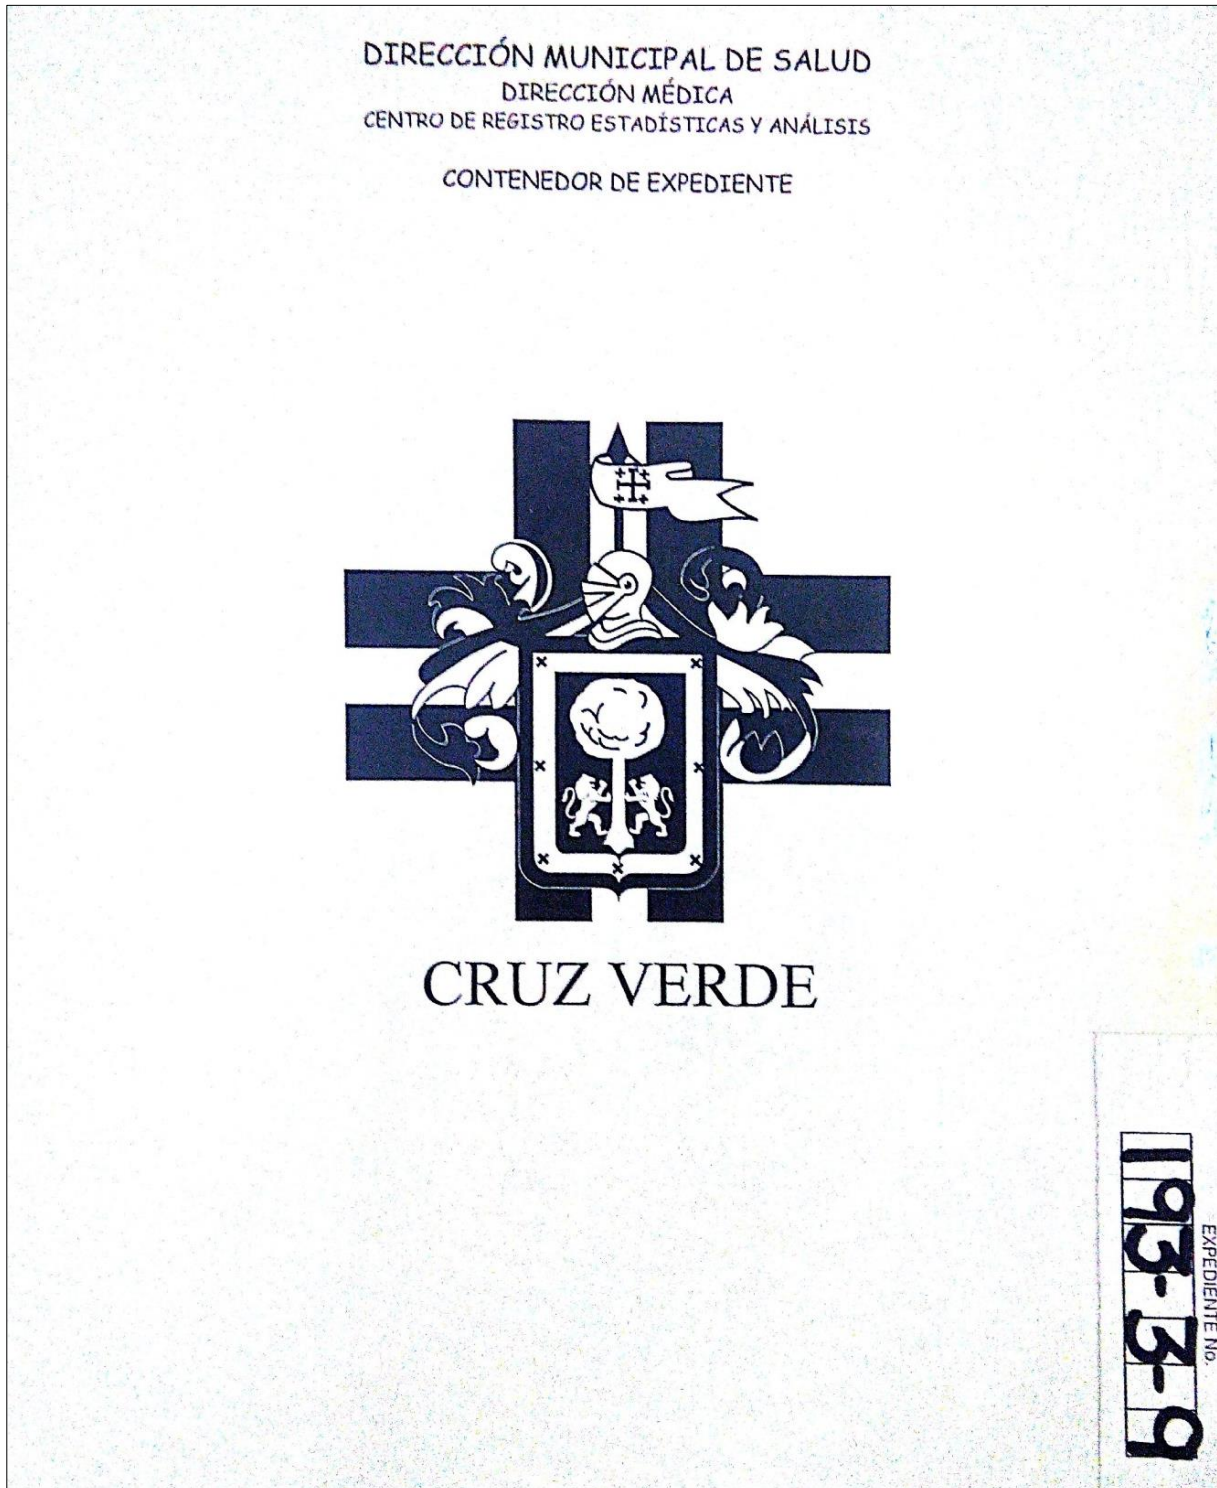 DIRECCIÓN MUNICIPAL DE SALUD
DIRECCIÓN MÉDICA
CENTRO DE REGISTRO ESTADÍSTICAS Y ANÁLISIS
CONTENEDOR DE EXPEDIENTE
CRUZ VERDE
EXPEDIENTE No.
193-3-9